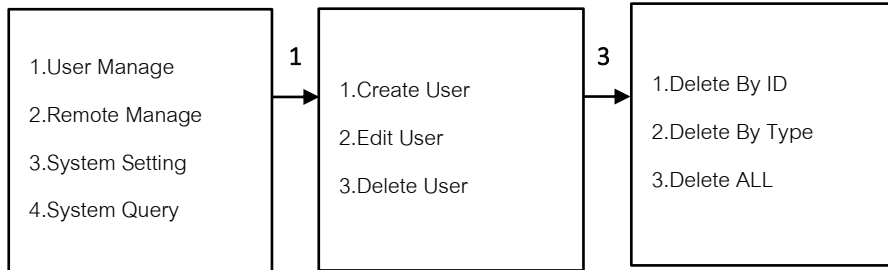 1.User Manage
2.Remote Manage
3.System Setting
4.System Query
1
1.Create User
2.Edit User
3.Delete User
3
1.Delete By ID
2.Delete By Type
3.Delete ALL